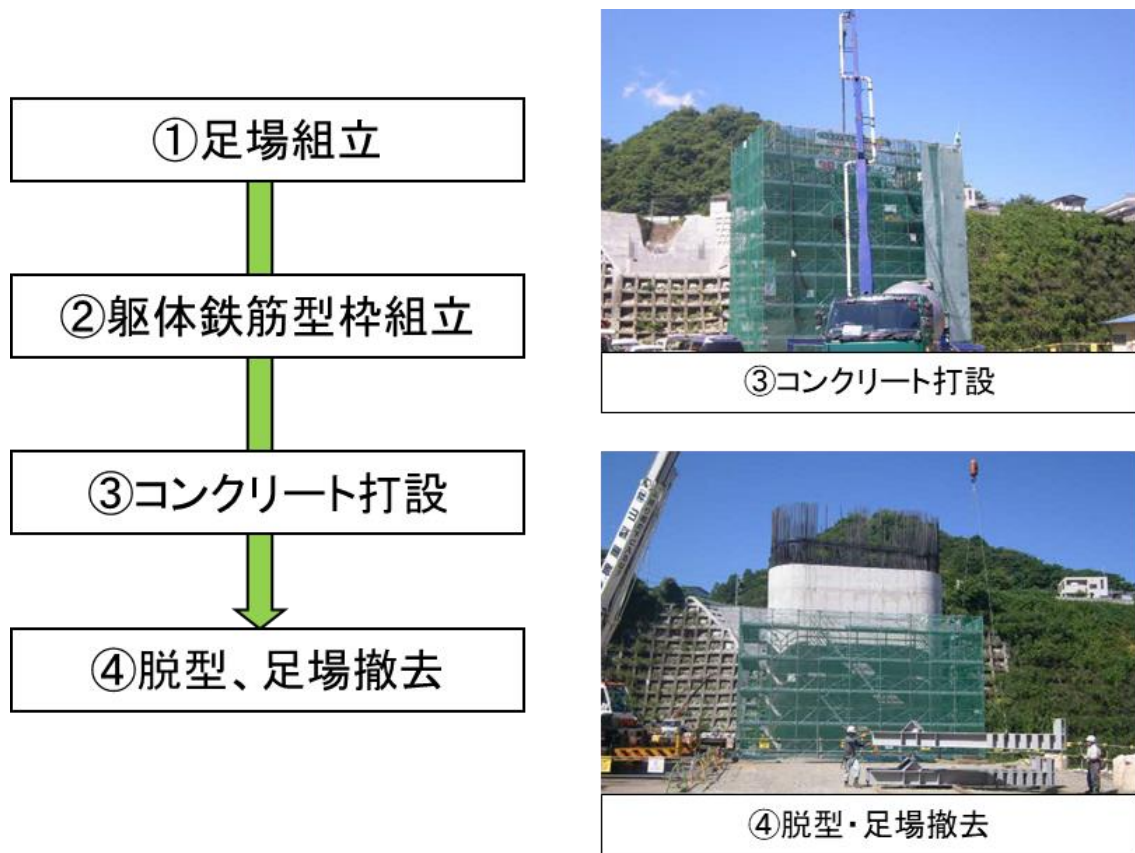 ①足場組立
②躯体鉄筋型枠組立
③コンクリート打設
④脱型、足場撤去
③コンクリート打設
④脱型・足場撤去